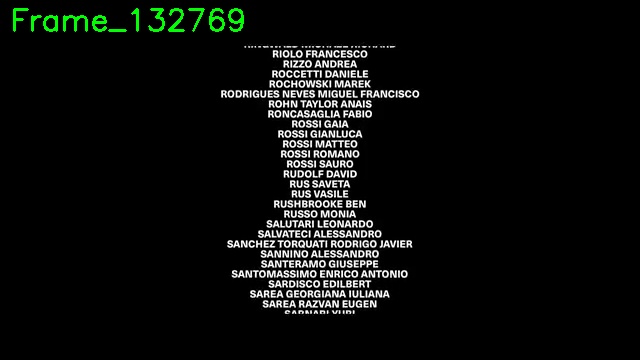 Frame_132769
RIOLO FRANCESCO
RIZZO ANDREA
ROCCETTI DANIELE
ROCHOWSKI MAREK
RODRIGUES NEVES MIGUEL FRANCISCO
ROHN TAYLOR ANAIS
RONCASAGLIA FABIO
ROSSI GAIA
ROSSI GIANLUCA
ROSSI MATTEO
ROSSI ROMANO
ROSSI SAURO
RUDOLF DAVID
RUS SAVETA
RUS VASILE
RUSHBROOKE BEN
RUSSO MONIA
SALUTARI LEONARDO
SALVATECI ALESSANDRO
SANCHEZ TORQUATI RODRIGO JAVIER
SANNINO ALESSANDRO
SANTERAMO GIUSEPPE
SANTOMASSIMO ENRICO ANTONIO
SARDISCO EDILBERT
SAREA GEORGIANA IULIANA
SAREA RAZVAN EUGEN